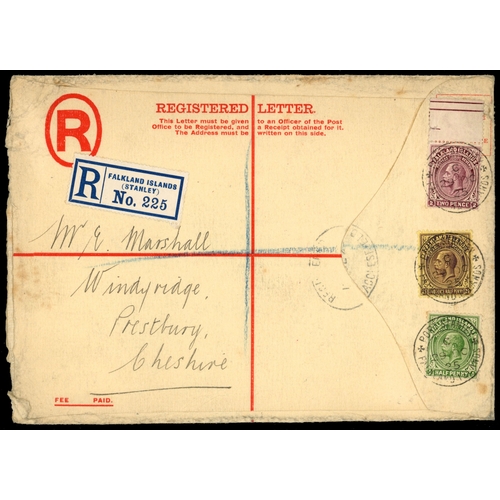 REGISTERED LETTER.
This Letter must be given to an Officer of the Post
Office to be Registered, and a Receipt obtained for it.
The Address must be written on this side.
R
R FALKLAND ISLANDS
(STANLEY)
No. 225
TWO PENCE
HALF PENNY
Mr E. Marshall
Windyridge,
Prestbury,
Cheshire
FEE PAID.